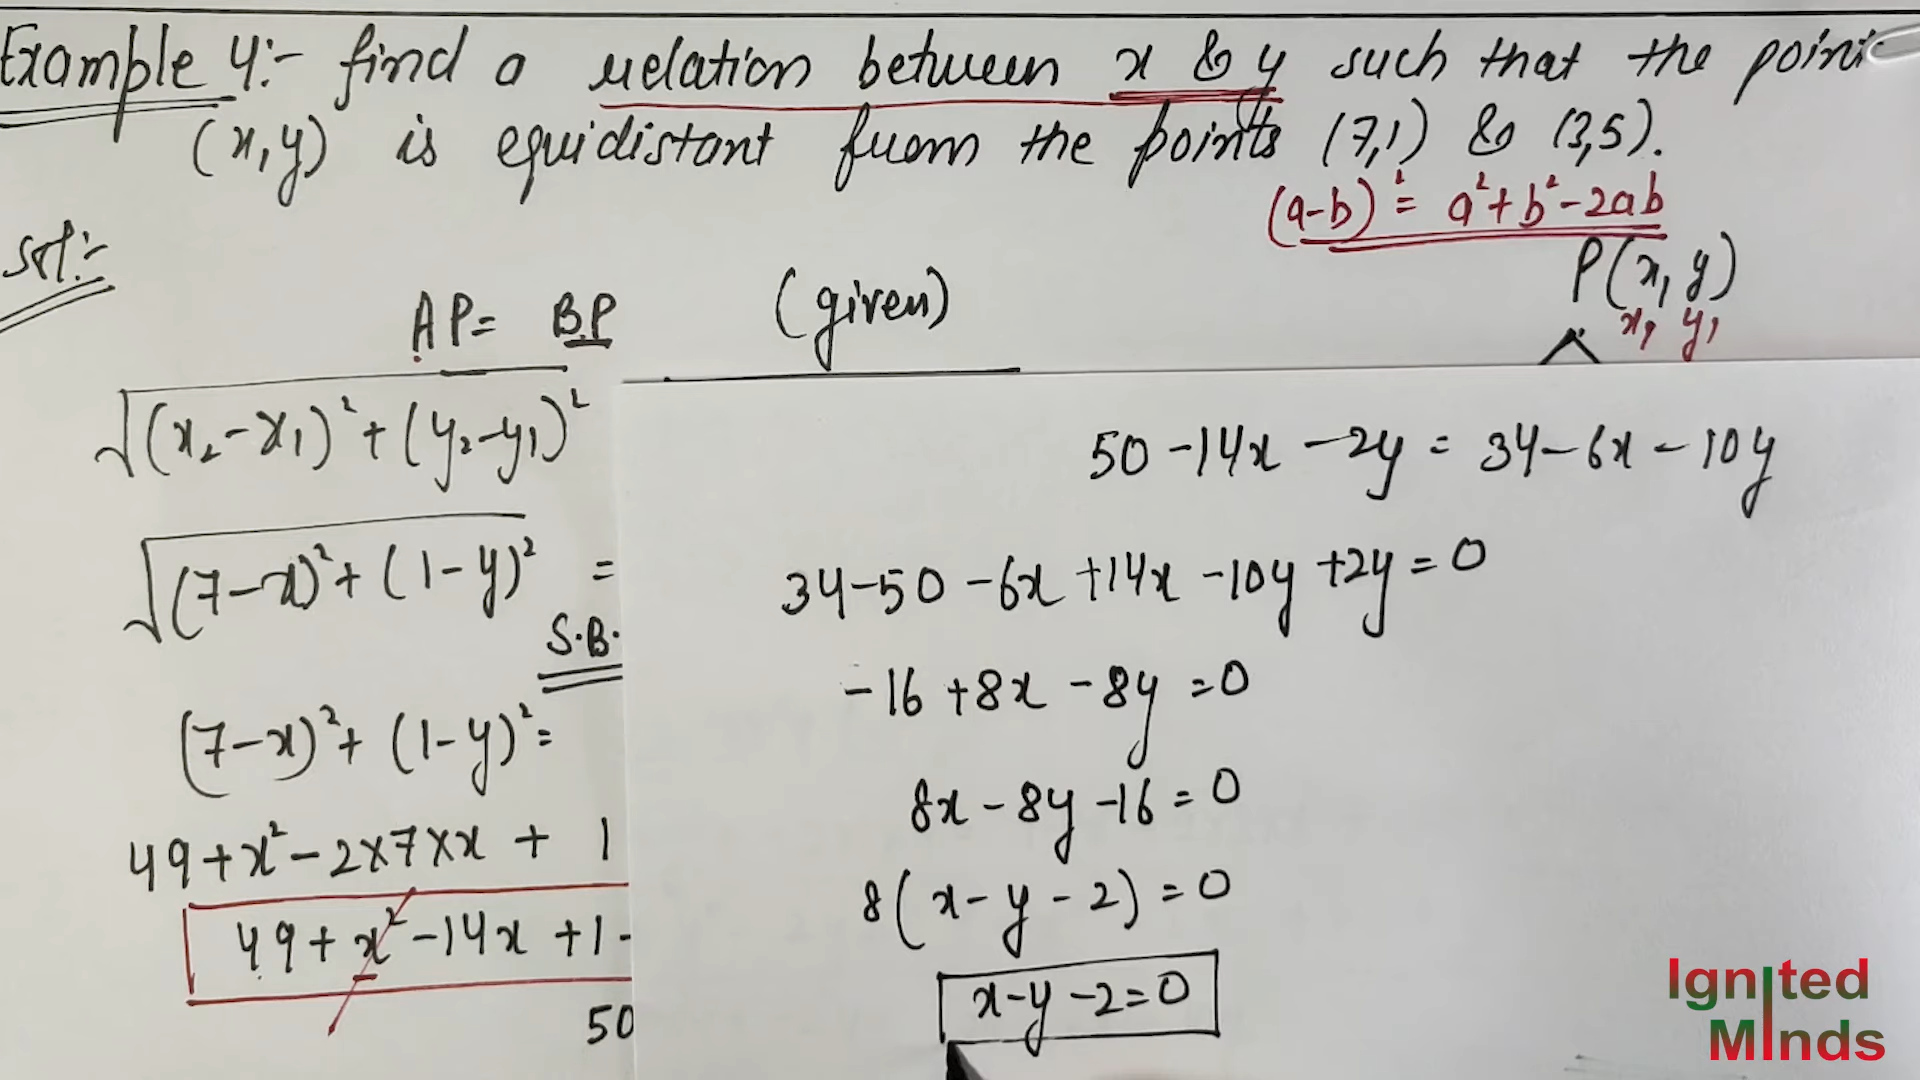 Example 4:- find a relation between x & y such that the point
(x,y) is equidistant from the points (7,1) & (3,5).
(a-b)² = a²+b²-2ab
Sol:-
P(x, y)
x₁ y₁
AP = BP (given)
√(x₂-x₁)²+(y₂-y₁)²
√(7-x)²+(1-y)² =
S.B.
(7-x)²+(1-y)²=
49+x²-2×7×x + 1
49+x²-14x+1-
50
50-14x-2y = 34-6x-10y
34-50-6x+14x-10y+2y=0
-16+8x-8y=0
8x-8y-16=0
8(x-y-2)=0
x-y-2=0
Ignited
Minds